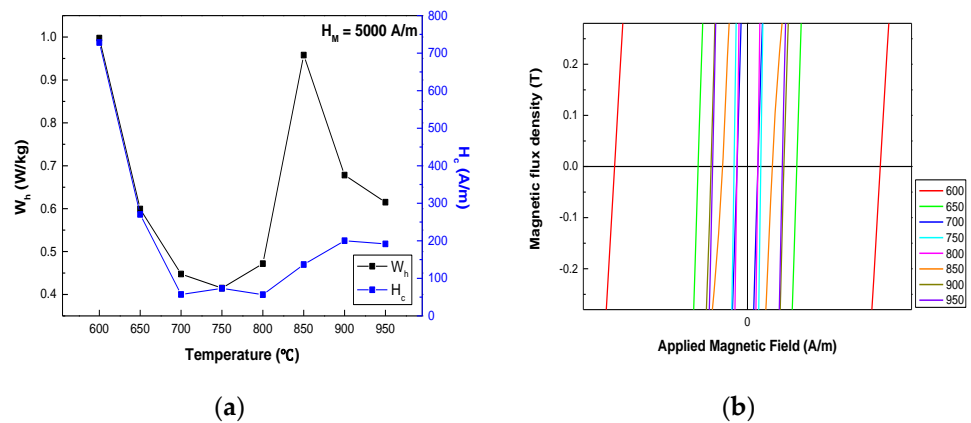 H_M = 5000 A/m
W_h (W/kg)
1.0
0.9
0.8
0.7
0.6
0.5
0.4
800
700
600
500
400
300
200
100
0
H_c (A/m)
W_h
H_c
600 650 700 750 800 850 900 950
Temperature (℃)
(a)
Magnetic flux density (T)
0.2
0.1
0.0
-0.1
-0.2
0
Applied Magnetic Field (A/m)
600
650
700
750
800
850
900
950
(b)